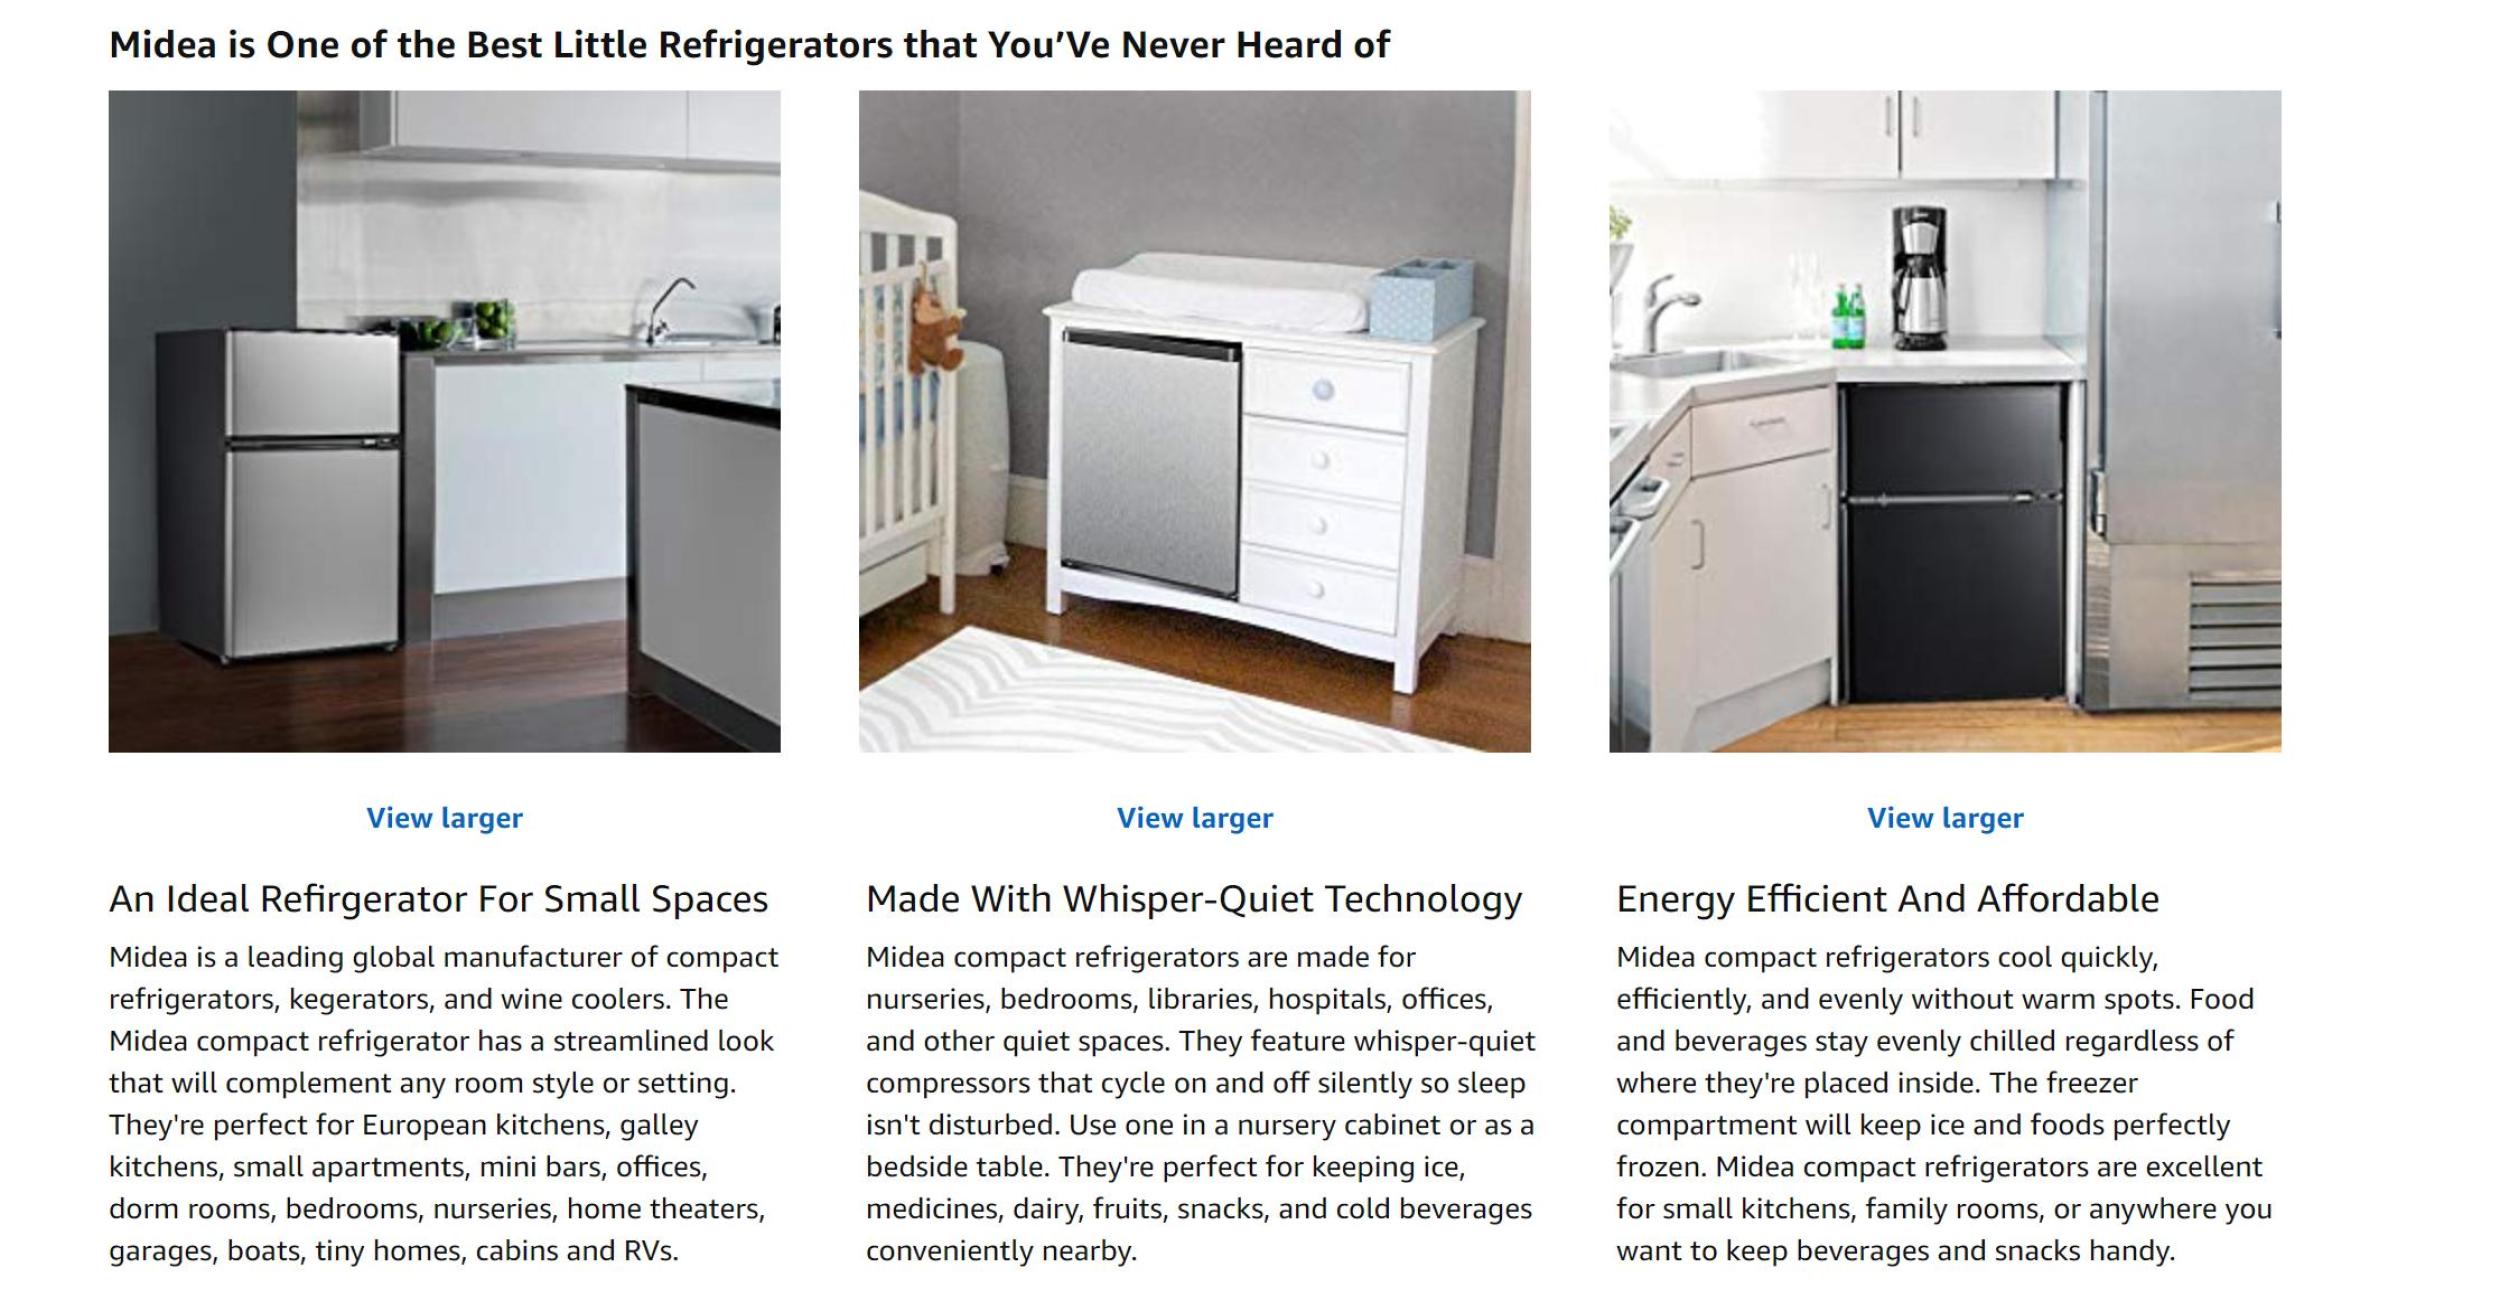 Midea is One of the Best Little Refrigerators that You'Ve Never Heard of
View larger
An Ideal Refirgerator For Small Spaces
Midea is a leading global manufacturer of compact
refrigerators, kegerators, and wine coolers. The
Midea compact refrigerator has a streamlined look
that will complement any room style or setting.
They're perfect for European kitchens, galley
kitchens, small apartments, mini bars, offices,
dorm rooms, bedrooms, nurseries, home theaters,
garages, boats, tiny homes, cabins and RVs.
View larger
Made With Whisper-Quiet Technology
Midea compact refrigerators are made for
nurseries, bedrooms, libraries, hospitals, offices,
and other quiet spaces. They feature whisper-quiet
compressors that cycle on and off silently so sleep
isn't disturbed. Use one in a nursery cabinet or as a
bedside table. They're perfect for keeping ice,
medicines, dairy, fruits, snacks, and cold beverages
conveniently nearby.
View larger
Energy Efficient And Affordable
Midea compact refrigerators cool quickly,
efficiently, and evenly without warm spots. Food
and beverages stay evenly chilled regardless of
where they're placed inside. The freezer
compartment will keep ice and foods perfectly
frozen. Midea compact refrigerators are excellent
for small kitchens, family rooms, or anywhere you
want to keep beverages and snacks handy.